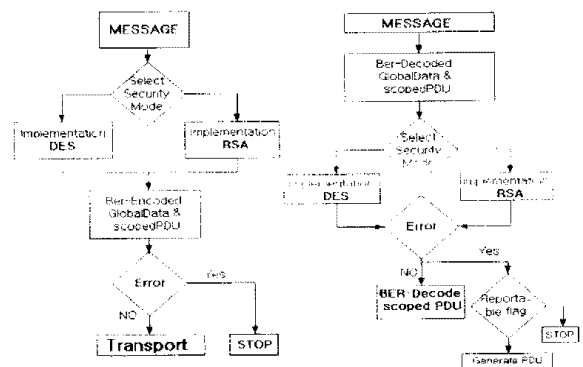 MESSAGE
Select
Security
Mode
Implementation
DES
Implementation
RSA
Ber-Encoded
GlobalData &
scopedPDU
Error
Yes
NO
Transport
STOP
MESSAGE
Ber-Decoded
GlobalData &
scopedPDU
Select
Security
Mode
Implementation
DES
Implementation
RSA
Error
Yes
NO
BER-Decode
scoped PDU
Reporta-
ble flag
STOP
Generate PDU